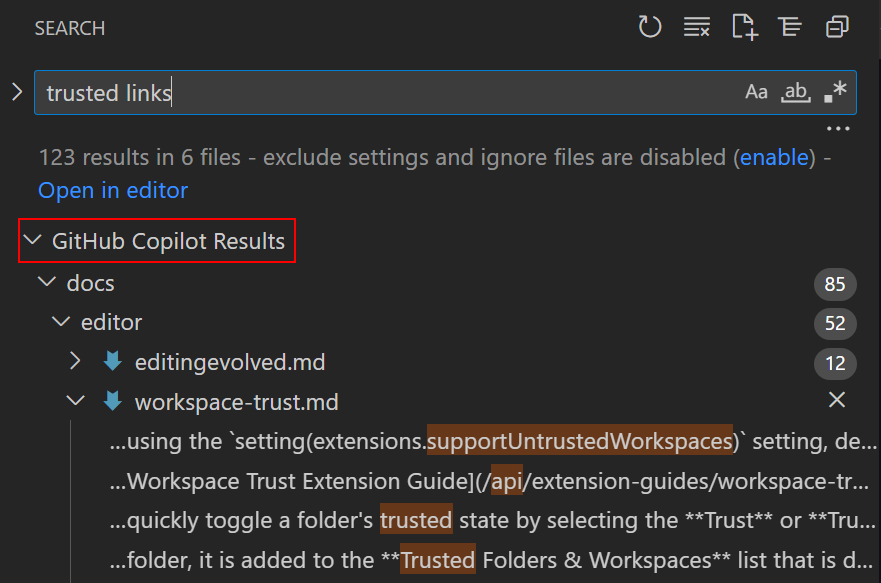 SEARCH
trusted links
Aa ab
123 results in 6 files - exclude settings and ignore files are disabled (enable) -
Open in editor
GitHub Copilot Results
docs 85
editor 52
editingevolved.md 12
workspace-trust.md
...using the `setting(extensions.supportUntrustedWorkspaces)` setting, de...
...Workspace Trust Extension Guide](/api/extension-guides/workspace-tr...
...quickly toggle a folder's trusted state by selecting the **Trust** or **Tru...
...folder, it is added to the **Trusted Folders & Workspaces** list that is d...